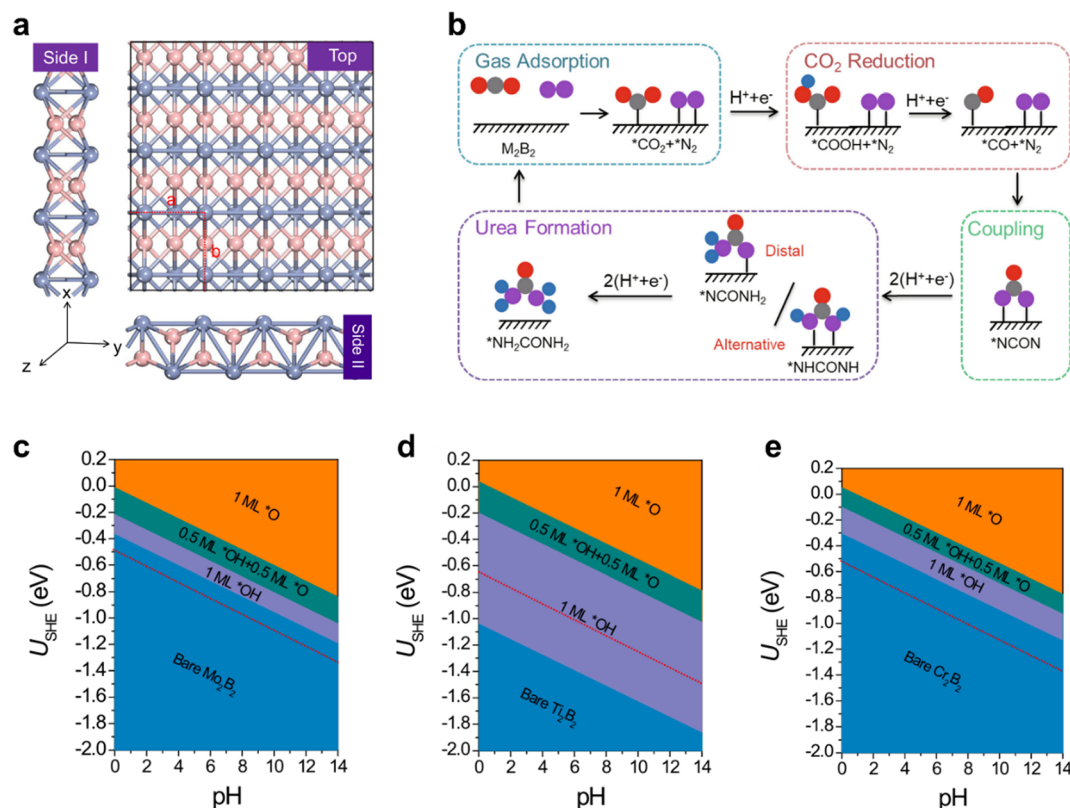 a
Side I
Top
a
b
x
y
z
Side II
b
Gas Adsorption
M₂B₂
*CO₂+*N₂
H⁺+e⁻
CO₂ Reduction
*COOH+*N₂
H⁺+e⁻
*CO+*N₂
Urea Formation
*NH₂CONH₂
2(H⁺+e⁻)
*NCONH₂
Distal
Alternative
*NHCONH
2(H⁺+e⁻)
Coupling
*NCON
c
U_SHE (eV)
0.2
0.0
-0.2
-0.4
-0.6
-0.8
-1.0
-1.2
-1.4
-1.6
-1.8
-2.0
1 ML *O
0.5 ML *OH+0.5 ML *O
1 ML *OH
Bare Mo₂B₂
0 2 4 6 8 10 12 14
pH
d
U_SHE (eV)
0.2
0.0
-0.2
-0.4
-0.6
-0.8
-1.0
-1.2
-1.4
-1.6
-1.8
-2.0
1 ML *O
0.5 ML *OH+0.5 ML *O
1 ML *OH
Bare Ti₂B₂
0 2 4 6 8 10 12 14
pH
e
U_SHE (eV)
0.2
0.0
-0.2
-0.4
-0.6
-0.8
-1.0
-1.2
-1.4
-1.6
-1.8
-2.0
1 ML *O
0.5 ML *OH+0.5 ML *O
1 ML *OH
Bare Cr₂B₂
0 2 4 6 8 10 12 14
pH